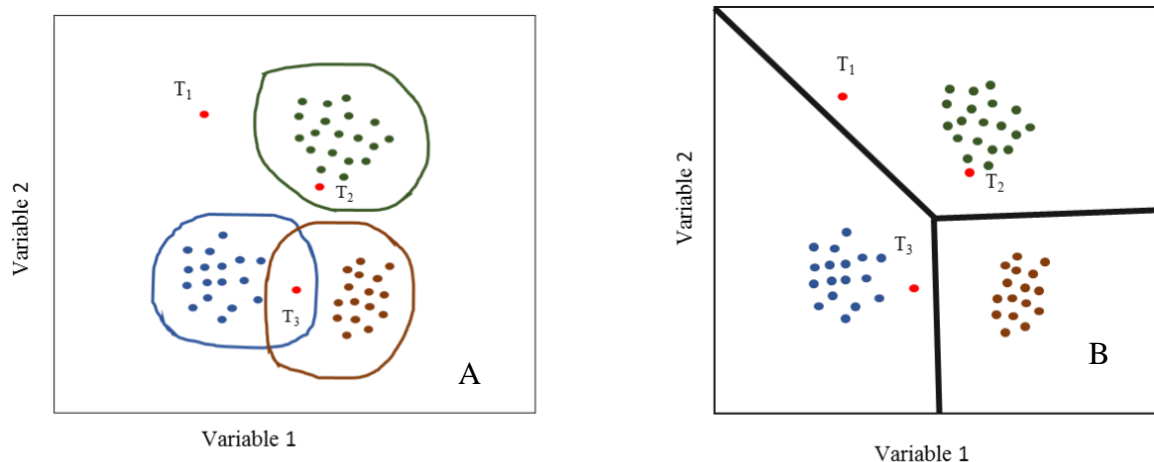 T₁
T₂
T₃
A
Variable 2
Variable 1
T₁
T₂
T₃
B
Variable 2
Variable 1